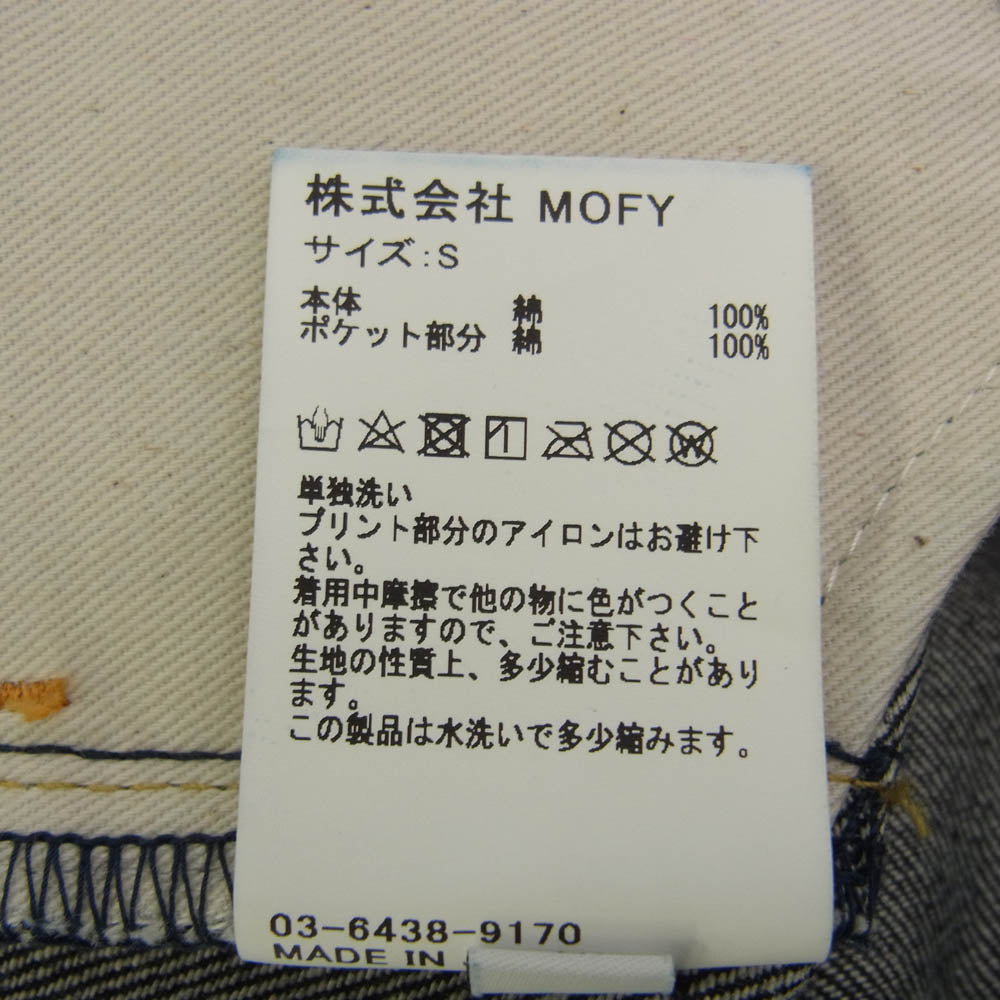 株式会社 MOFY
サイズ:S
本体 綿 100%
ポケット部分 綿 100%
単独洗い
プリント部分のアイロンはお避け下
さい。
着用中摩擦で他の物に色がつくこと
がありますので、ご注意下さい。
生地の性質上、多少縮むことがあり
ます。
この製品は水洗いで多少縮みます。
03-6438-9170
MADE IN